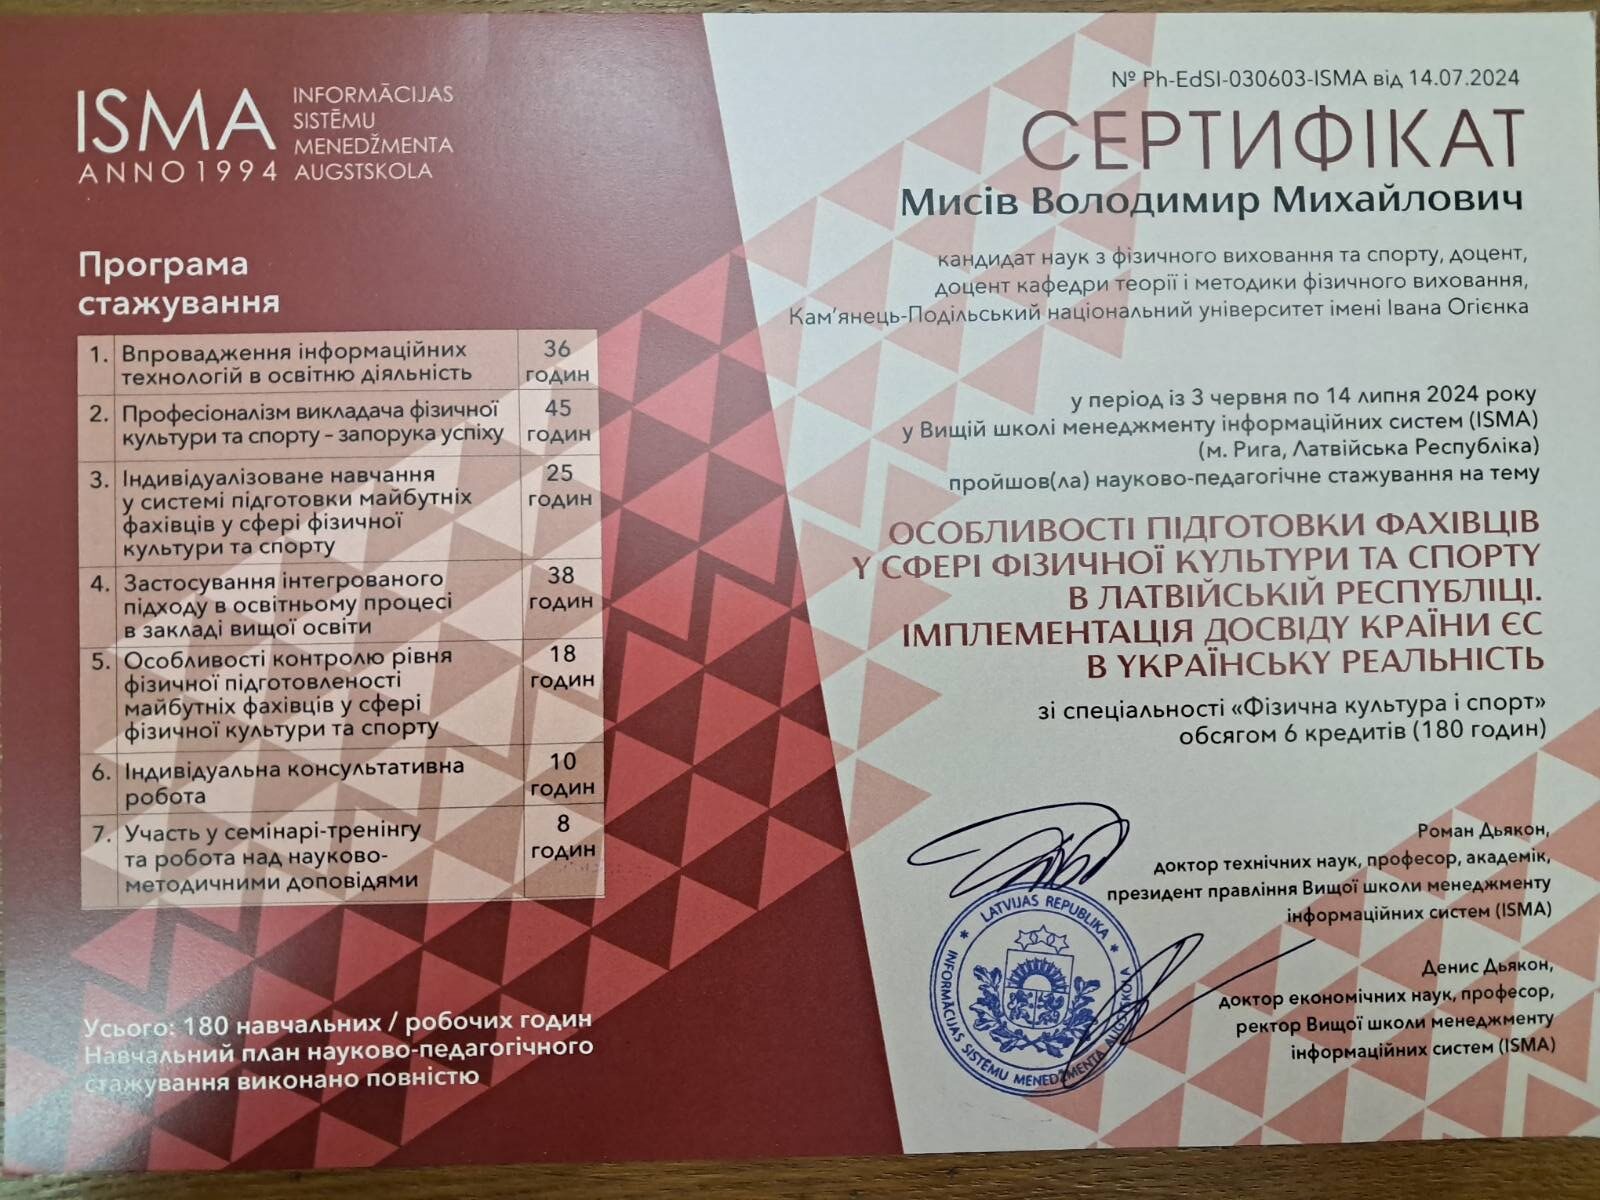 ISMA
ANNO 1994
INFORMĀCIJAS
SISTĒMU
MENEDŽMENTA
AUGSTSKOLA
Програма
стажування
1. Впровадження інформаційних 36
технологій в освітню діяльність годин
2. Професіоналізм викладача фізичної 45
культури та спорту – запорука успіху годин
3. Індивідуалізоване навчання 25
у системі підготовки майбутніх годин
фахівців у сфері фізичної
культури та спорту
4. Застосування інтегрованого 38
підходу в освітньому процесі годин
в закладі вищої освіти
5. Особливості контролю рівня 18
фізичної підготовленості годин
майбутніх фахівців у сфері
фізичної культури та спорту
6. Індивідуальна консультативна 10
робота годин
7. Участь у семінарі-тренінгу 8
та робота над науково- годин
методичними доповідями
Усього: 180 навчальних / робочих годин
Навчальний план науково-педагогічного
стажування виконано повністю
№ Ph-EdSI-030603-ISMA від 14.07.2024
СЕРТИФІКАТ
Мисів Володимир Михайлович
кандидат наук з фізичного виховання та спорту, доцент,
доцент кафедри теорії і методики фізичного виховання,
Кам’янець-Подільський національний університет імені Івана Огієнка
у період із 3 червня по 14 липня 2024 року
у Вищій школі менеджменту інформаційних систем (ISMA)
(м. Рига, Латвійська Республіка)
пройшов(ла) науково-педагогічне стажування на тему
ОСОБЛИВОСТІ ПІДГОТОВКИ ФАХІВЦІВ
У СФЕРІ ФІЗИЧНОЇ КУЛЬТУРИ ТА СПОРТУ
В ЛАТВІЙСЬКІЙ РЕСПУБЛІЦІ.
ІМПЛЕМЕНТАЦІЯ ДОСВІДУ КРАЇНИ ЄС
В УКРАЇНСЬКУ РЕАЛЬНІСТЬ
зі спеціальності «Фізична культура і спорт»
обсягом 6 кредитів (180 годин)
Роман Дьякон,
доктор технічних наук, професор, академік,
президент правління Вищої школи менеджменту
інформаційних систем (ISMA)
Денис Дьякон,
доктор економічних наук, професор,
ректор Вищої школи менеджменту
інформаційних систем (ISMA)
LATVIJAS REPUBLIKA
INFORMĀCIJAS SISTĒMU MENEDŽMENTA AUGSTSKOLA